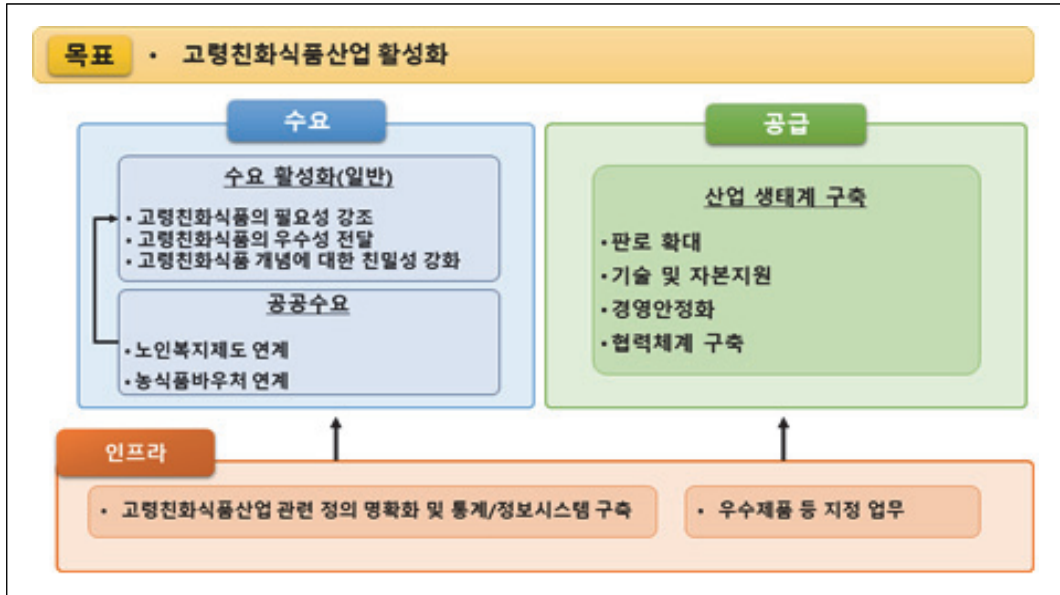 목표 • 고령친화식품산업 활성화
수요
수요 활성화(일반)
• 고령친화식품의 필요성 강조
• 고령친화식품의 우수성 전달
• 고령친화식품 개념에 대한 친밀성 강화
공공수요
• 노인복지제도 연계
• 농식품바우처 연계
공급
산업 생태계 구축
• 판로 확대
• 기술 및 자본지원
• 경영안정화
• 협력체계 구축
인프라
• 고령친화식품산업 관련 정의 명확화 및 통계/정보시스템 구축
• 우수제품 등 지정 업무